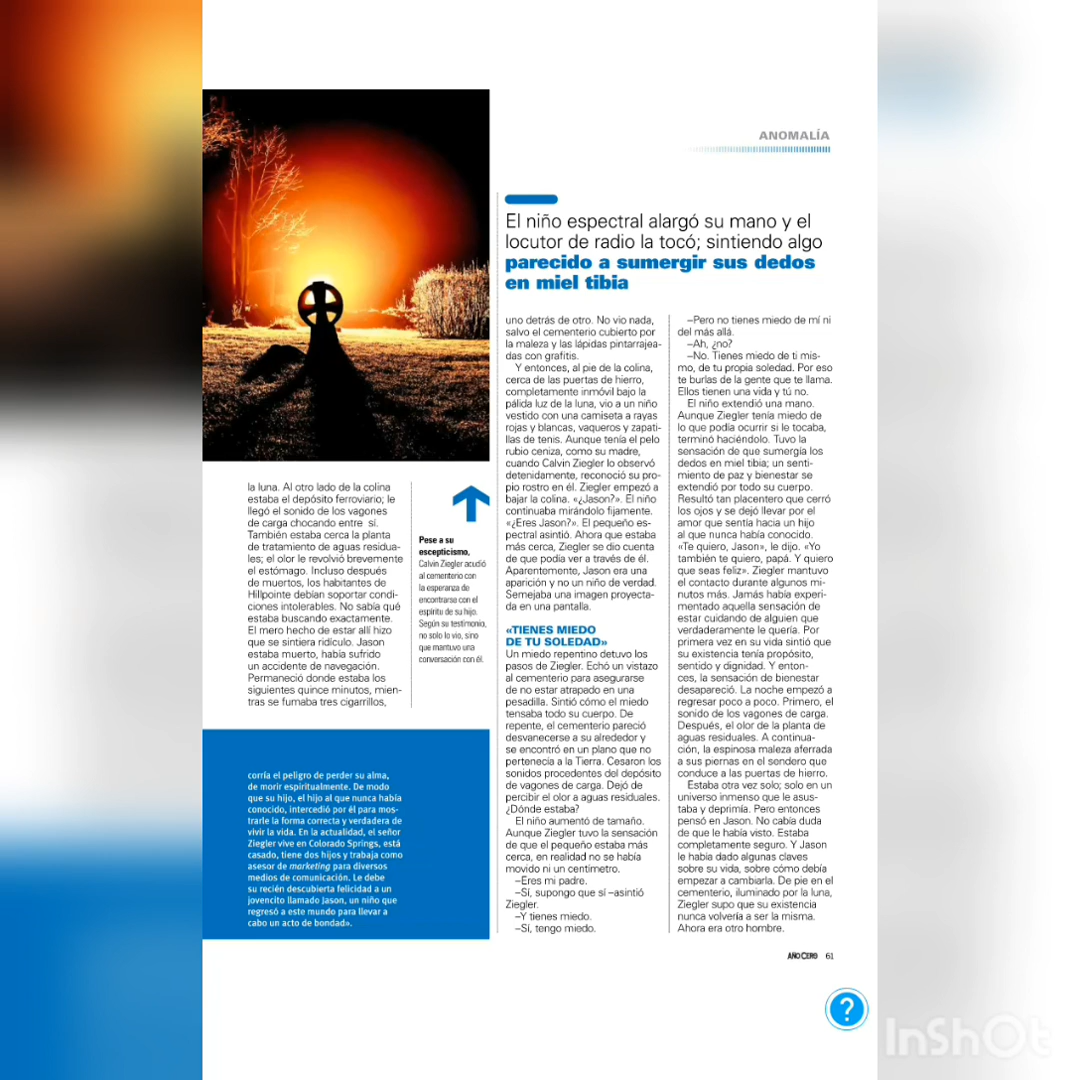 ANOMALÍA
El niño espectral alargó su mano y el
locutor de radio la tocó; sintiendo algo
parecido a sumergir sus dedos
en miel tibia
la luna. Al otro lado de la colina
estaba el depósito ferroviario; le
llegó el sonido de los vagones
de carga chocando entre sí.
También estaba cerca la planta
de tratamiento de aguas residua-
les; el olor le revolvió brevemente
el estómago. Incluso después
de muertos, los habitantes de
Hillpointe debían soportar condi-
ciones intolerables. No sabía qué
estaba buscando exactamente.
El mero hecho de estar allí hizo
que se sintiera ridículo. Jason
estaba muerto, había sufrido
un accidente de navegación.
Permaneció donde estaba los
siguientes quince minutos, mien-
tras se fumaba tres cigarrillos,
Pese a su
escepticismo,
Calvin Ziegler acudió
al cementerio con
la esperanza de
encontrarse con el
espíritu de su hijo.
Según su testimonio,
no solo lo vio, sino
que mantuvo una
conversación con él.
corría el peligro de perder su alma,
de morir espiritualmente. De modo
que su hijo, el hijo al que nunca había
conocido, intercedió por él para mos-
trarle la forma correcta y verdadera de
vivir la vida. En la actualidad, el señor
Ziegler vive en Colorado Springs, está
casado, tiene dos hijos y trabaja como
asesor de marketing para diversos
medios de comunicación. Le debe
su recién descubierta felicidad a un
jovencito llamado Jason, un niño que
regresó a este mundo para llevar a
cabo un acto de bondad».
uno detrás de otro. No vio nada,
salvo el cementerio cubierto por
la maleza y las lápidas pintarrajea-
das con grafitis.
Y entonces, al pie de la colina,
cerca de las puertas de hierro,
completamente inmóvil bajo la
pálida luz de la luna, vio a un niño
vestido con una camiseta a rayas
rojas y blancas, vaqueros y zapati-
llas de tenis. Aunque tenía el pelo
rubio ceniza, como su madre,
cuando Calvin Ziegler lo observó
detenidamente, reconoció su pro-
pio rostro en él. Ziegler empezó a
bajar la colina. «¿Jason?». El niño
continuaba mirándolo fijamente.
«¿Eres Jason?». El pequeño es-
pectral asintió. Ahora que estaba
más cerca, Ziegler se dio cuenta
de que podía ver a través de él.
Aparentemente, Jason era una
aparición y no un niño de verdad.
Semejaba una imagen proyecta-
da en una pantalla.
«TIENES MIEDO
DE TU SOLEDAD»
Un miedo repentino detuvo los
pasos de Ziegler. Echó un vistazo
al cementerio para asegurarse
de no estar atrapado en una
pesadilla. Sintió cómo el miedo
tensaba todo su cuerpo. De
repente, el cementerio pareció
desvanecerse a su alrededor y
se encontró en un plano que no
pertenecía a la Tierra. Cesaron los
sonidos procedentes del depósito
de vagones de carga. Dejó de
percibir el olor a aguas residuales.
¿Dónde estaba?
El niño aumentó de tamaño.
Aunque Ziegler tuvo la sensación
de que el pequeño estaba más
cerca, en realidad no se había
movido ni un centímetro.
–Eres mi padre.
–Sí, supongo que sí –asintió
Ziegler.
–Y tienes miedo.
–Sí, tengo miedo.
–Pero no tienes miedo de mí ni
del más allá.
–Ah, ¿no?
–No. Tienes miedo de ti mis-
mo, de tu propia soledad. Por eso
te burlas de la gente que te llama.
Ellos tienen una vida y tú no.
El niño extendió una mano.
Aunque Ziegler tenía miedo de
lo que podía ocurrir si le tocaba,
terminó haciéndolo. Tuvo la
sensación de que sumergía los
dedos en miel tibia; un senti-
miento de paz y bienestar se
extendió por todo su cuerpo.
Resultó tan placentero que cerró
los ojos y se dejó llevar por el
amor que sentía hacia un hijo
al que nunca había conocido.
«Te quiero, Jason», le dijo. «Yo
también te quiero, papá. Y quiero
que seas feliz». Ziegler mantuvo
el contacto durante algunos mi-
nutos más. Jamás había experi-
mentado aquella sensación de
estar cuidando de alguien que
verdaderamente le quería. Por
primera vez en su vida sintió que
su existencia tenía propósito,
sentido y dignidad. Y enton-
ces, la sensación de bienestar
desapareció. La noche empezó a
regresar poco a poco. Primero, el
sonido de los vagones de carga.
Después, el olor de la planta de
aguas residuales. A continua-
ción, la espinosa maleza aferrada
a sus piernas en el sendero que
conduce a las puertas de hierro.
Estaba otra vez solo; solo en un
universo inmenso que le asus-
taba y deprimía. Pero entonces
pensó en Jason. No cabía duda
de que le había visto. Estaba
completamente seguro. Y Jason
le había dado algunas claves
sobre su vida, sobre cómo debía
empezar a cambiarla. De pie en el
cementerio, iluminado por la luna,
Ziegler supo que su existencia
nunca volvería a ser la misma.
Ahora era otro hombre.
AÑO CERO 61
?
InShOt